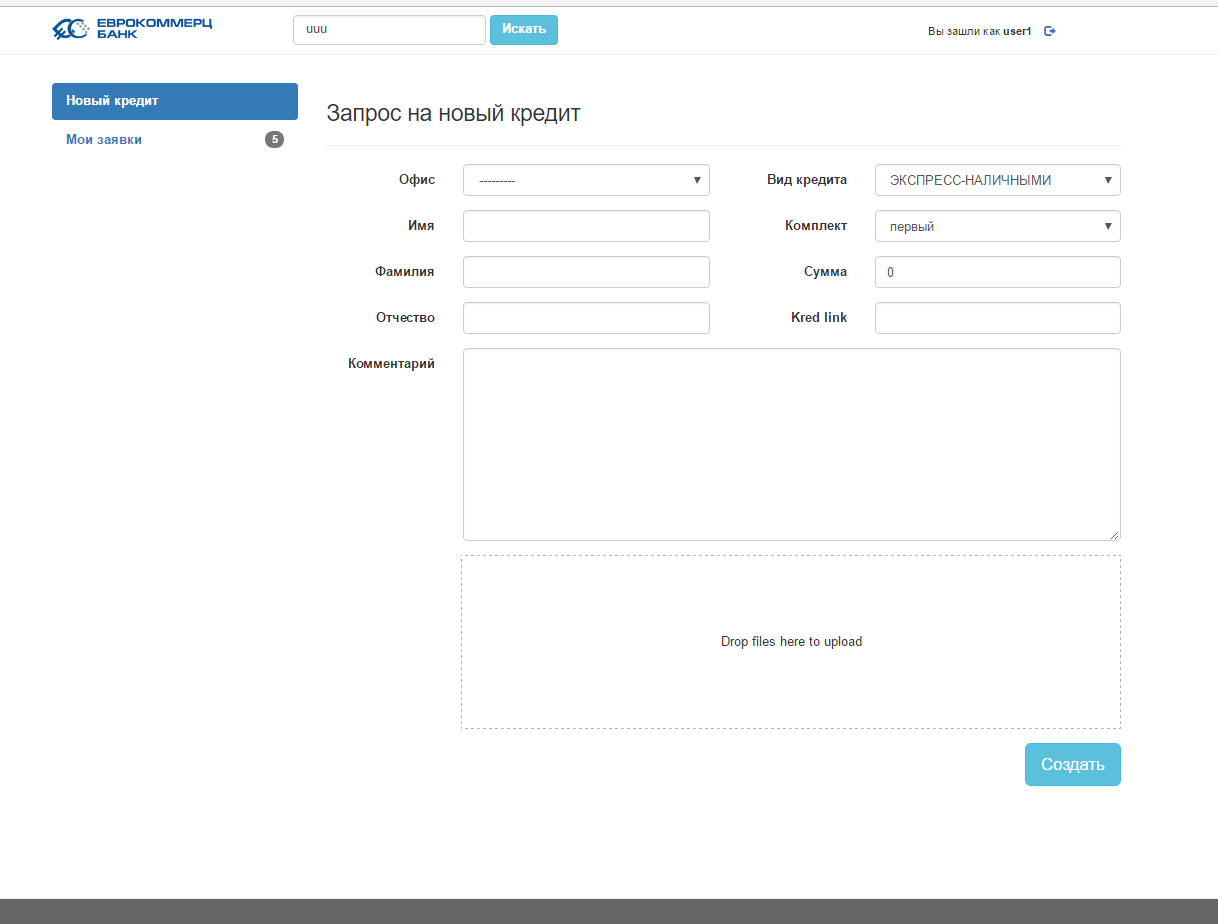 ЕВРОКОММЕРЦ
БАНК
uuu
Искать
Вы зашли как user1
Новый кредит
Мои заявки 5
Запрос на новый кредит
Офис ---------
Вид кредита ЭКСПРЕСС-НАЛИЧНЫМИ
Имя
Комплект первый
Фамилия
Сумма 0
Отчество
Kred link
Комментарий
Drop files here to upload
Создать